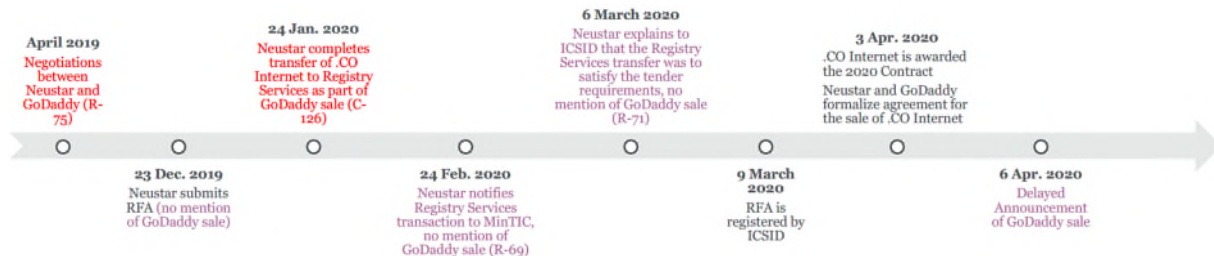 April 2019
Negotiations
between
Neustar and
GoDaddy (R-
75)
23 Dec. 2019
Neustar submits
RFA (no mention
of GoDaddy sale)
24 Jan. 2020
Neustar completes
transfer of .CO
Internet to Registry
Services as part of
GoDaddy sale (C-
126)
24 Feb. 2020
Neustar notifies
Registry Services
transaction to MinTIC,
no mention of
GoDaddy sale (R-69)
6 March 2020
Neustar explains to
ICSID that the Registry
Services transfer was to
satisfy the tender
requirements, no
mention of GoDaddy sale
(R-71)
9 March
2020
RFA is
registered by
ICSID
3 Apr. 2020
.CO Internet is awarded
the 2020 Contract
Neustar and GoDaddy
formalize agreement for
the sale of .CO Internet
6 Apr. 2020
Delayed
Announcement
of GoDaddy sale